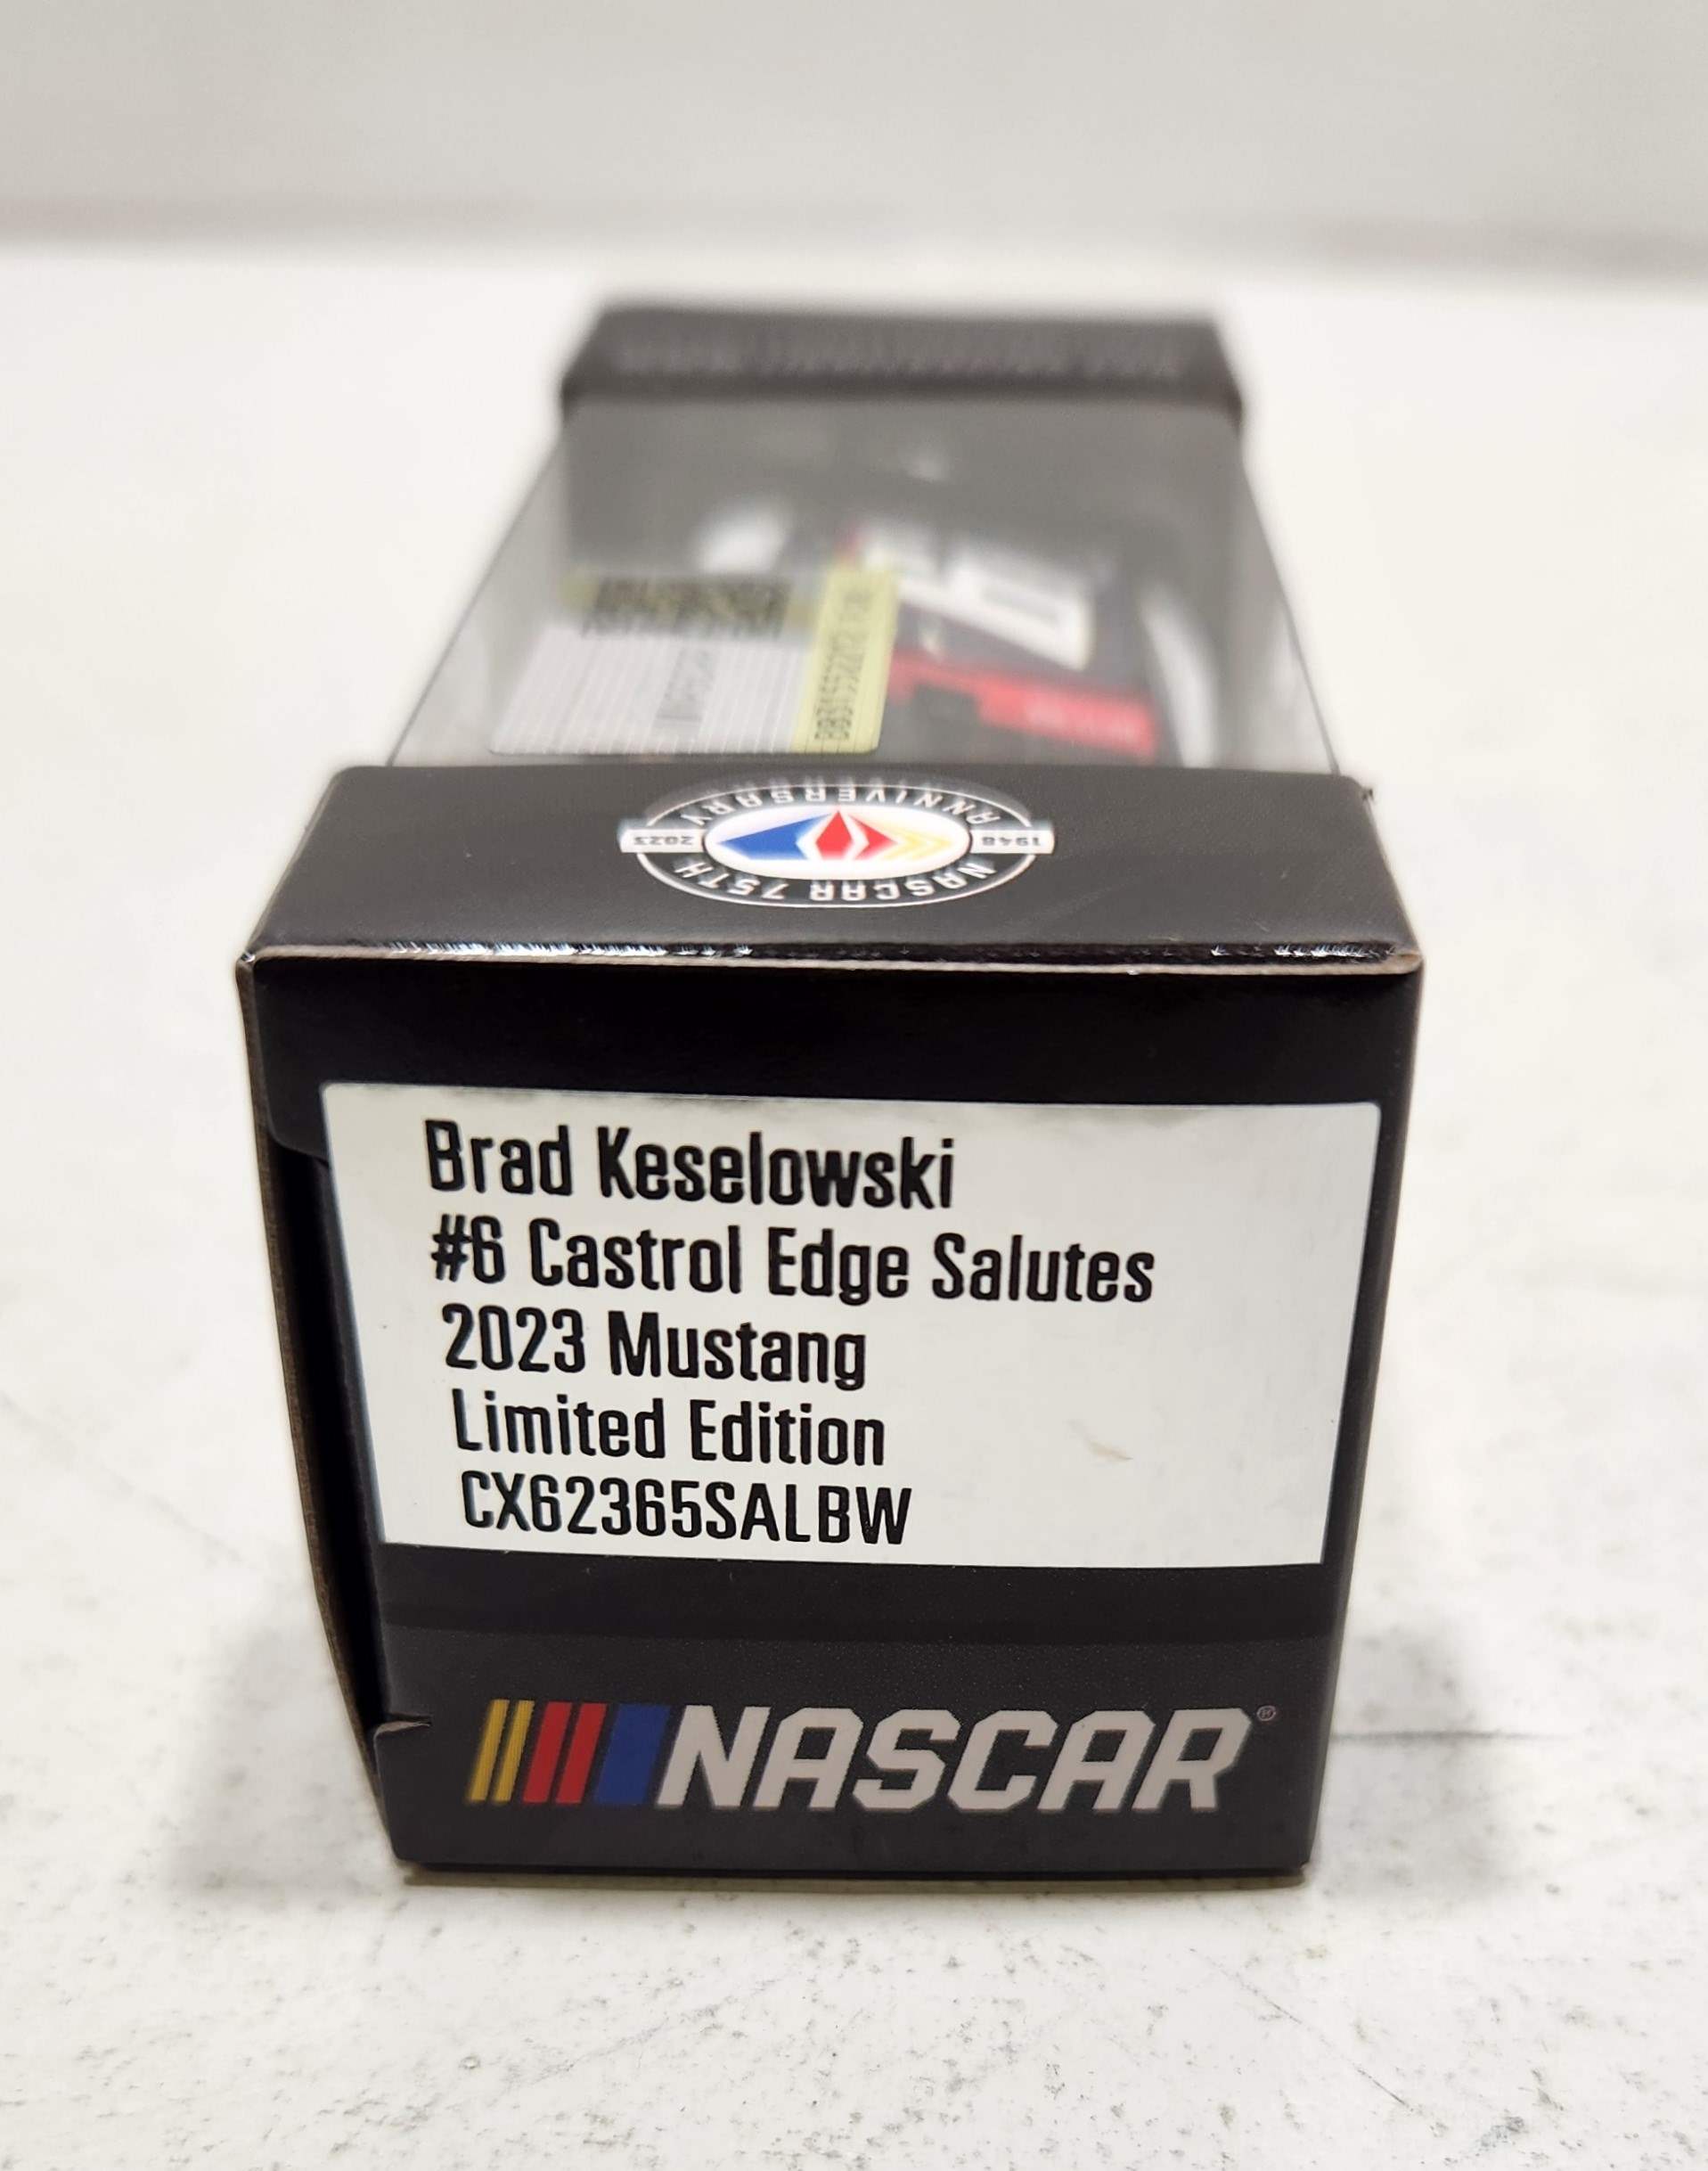 NASCAR 75TH
ANNIVERSARY
1948
2023
Brad Keselowski
#6 Castrol Edge Salutes
2023 Mustang
Limited Edition
CX62365SALBW
NASCAR®